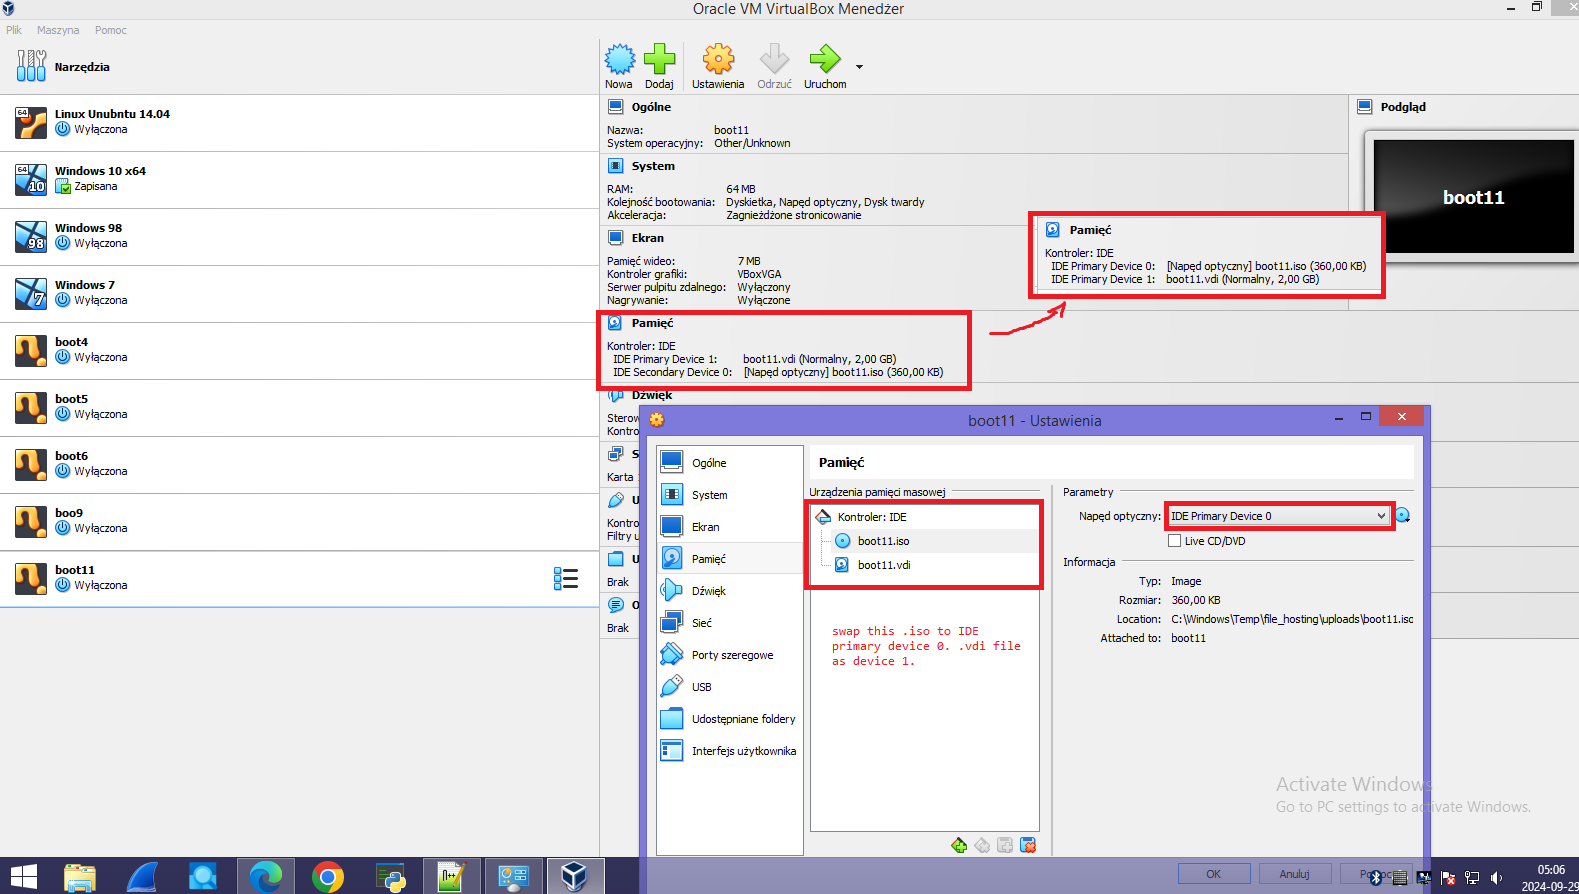 Oracle VM VirtualBox Menedżer
Plik Maszyna Pomoc
Narzędzia
Nowa Dodaj Ustawienia Odrzuć Uruchom
64
Linux Unubntu 14.04
Wyłączona
64
10
Windows 10 x64
Zapisana
98
Windows 98
Wyłączona
7
Windows 7
Wyłączona
boot4
Wyłączona
boot5
Wyłączona
boot6
Wyłączona
boo9
Wyłączona
boot11
Wyłączona
Ogólne
Nazwa: boot11
System operacyjny: Other/Unknown
System
RAM: 64 MB
Kolejność bootowania: Dyskietka, Napęd optyczny, Dysk twardy
Akceleracja: Zagnieżdżone stronicowanie
Ekran
Pamięć wideo: 7 MB
Kontroler grafiki: VBoxVGA
Serwer pulpitu zdalnego: Wyłączony
Nagrywanie: Wyłączone
Pamięć
Kontroler: IDE
IDE Primary Device 1: boot11.vdi (Normalny, 2,00 GB)
IDE Secondary Device 0: [Napęd optyczny] boot11.iso (360,00 KB)
Dźwięk
Sterow
Kontro
S
Karta
U
Kontro
Filtry u
U
Brak
O
Brak
Podgląd
boot11
Pamięć
Kontroler: IDE
IDE Primary Device 0: [Napęd optyczny] boot11.iso (360,00 KB)
IDE Primary Device 1: boot11.vdi (Normalny, 2,00 GB)
boot11 - Ustawienia
Ogólne
System
Ekran
Pamięć
Dźwięk
Sieć
Porty szeregowe
USB
Udostępniane foldery
Interfejs użytkownika
Pamięć
Urządzenia pamięci masowej
Kontroler: IDE
boot11.iso
boot11.vdi
swap this .iso to IDE
primary device 0. .vdi file
as device 1.
Parametry
Napęd optyczny: IDE Primary Device 0
Live CD/DVD
Informacja
Typ: Image
Rozmiar: 360,00 KB
Location: C:\Windows\Temp\file_hosting\uploads\boot11.iso
Attached to: boot11
Activate Windows
Go to PC settings to activate Windows.
OK Anuluj
05:06
2024-09-29